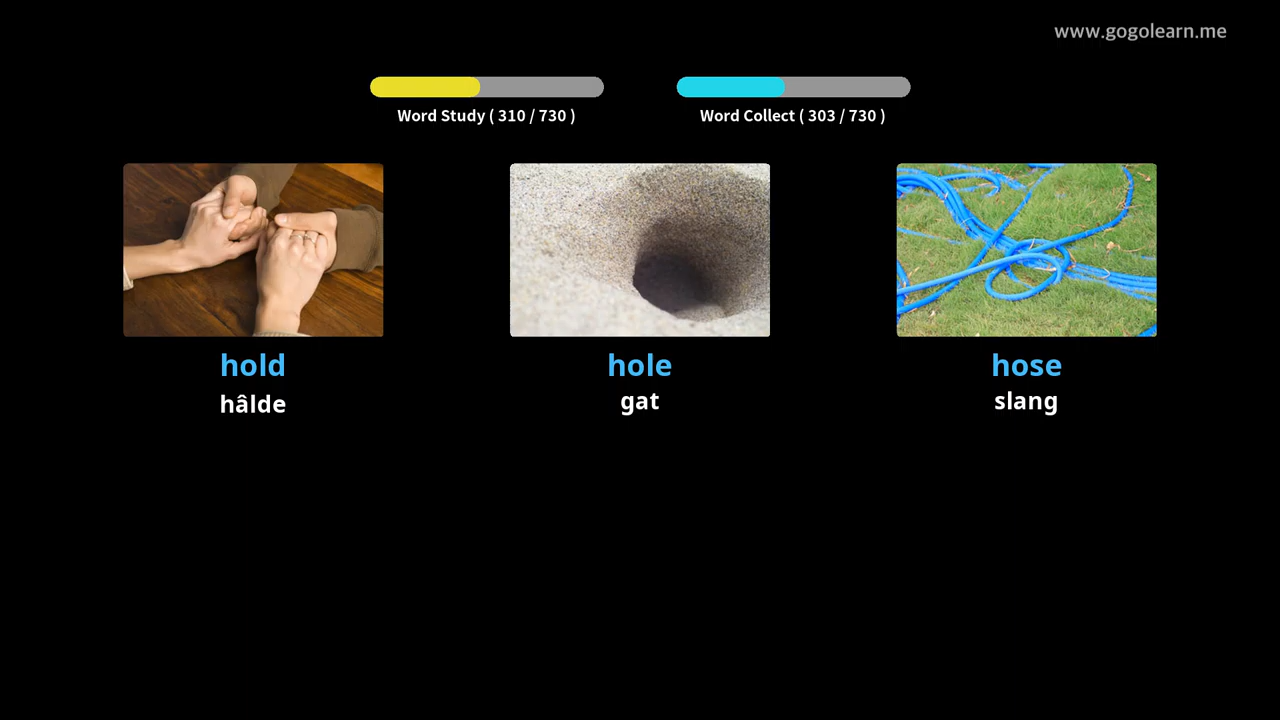 www.gogolearn.me
Word Study ( 310 / 730 )
Word Collect ( 303 / 730 )
hold
hâlde
hole
gat
hose
slang